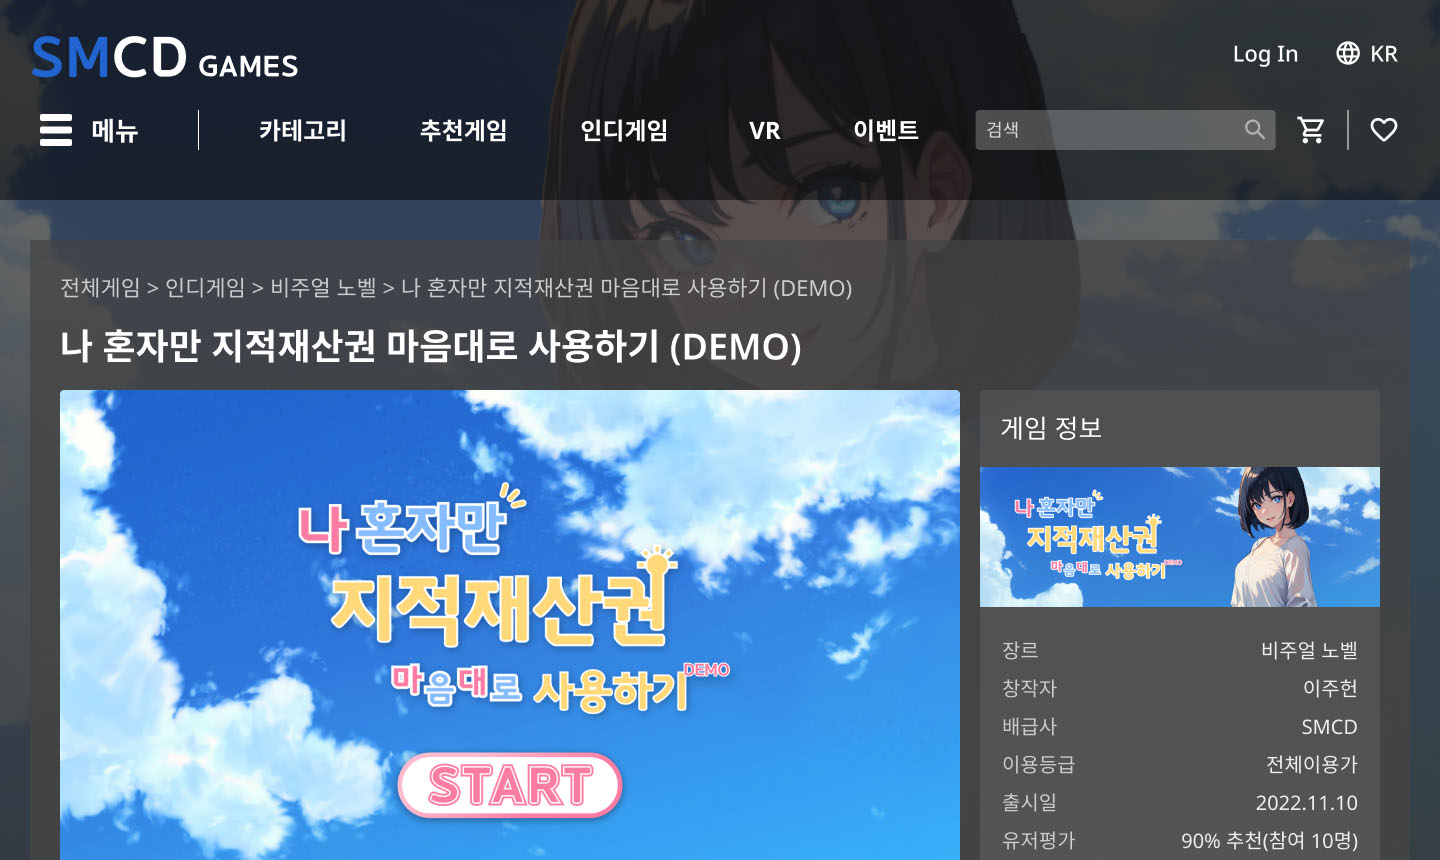 SMCD GAMES
Log In
KR
메뉴
카테고리
추천게임
인디게임
VR
이벤트
검색
전체게임 > 인디게임 > 비주얼 노벨 > 나 혼자만 지적재산권 마음대로 사용하기 (DEMO)
나 혼자만 지적재산권 마음대로 사용하기 (DEMO)
나 혼자만
지적재산권
마음대로 사용하기 DEMO
START
게임 정보
나 혼자만
지적재산권
마음대로 사용하기 DEMO
장르 비주얼 노벨
창작자 이주헌
배급사 SMCD
이용등급 전체이용가
출시일 2022.11.10
유저평가 90% 추천(참여 10명)